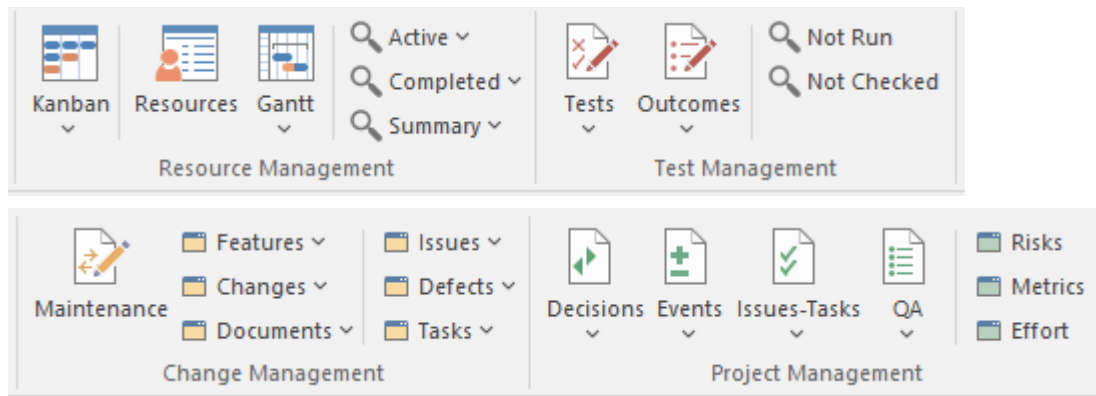 Kanban
Resources
Gantt
Active
Completed
Summary
Resource Management
Tests
Outcomes
Not Run
Not Checked
Test Management
Maintenance
Features
Changes
Documents
Issues
Defects
Tasks
Change Management
Decisions
Events
Issues-Tasks
QA
Risks
Metrics
Effort
Project Management